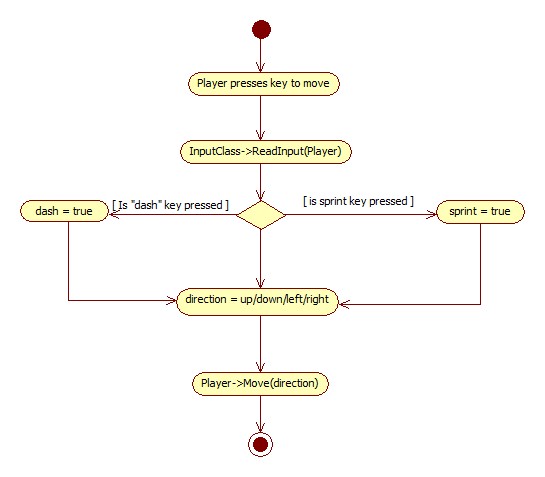 Player presses key to move
InputClass->ReadInput(Player)
[ Is "dash" key pressed ]
[ is sprint key pressed ]
dash = true
sprint = true
direction = up/down/left/right
Player->Move(direction)